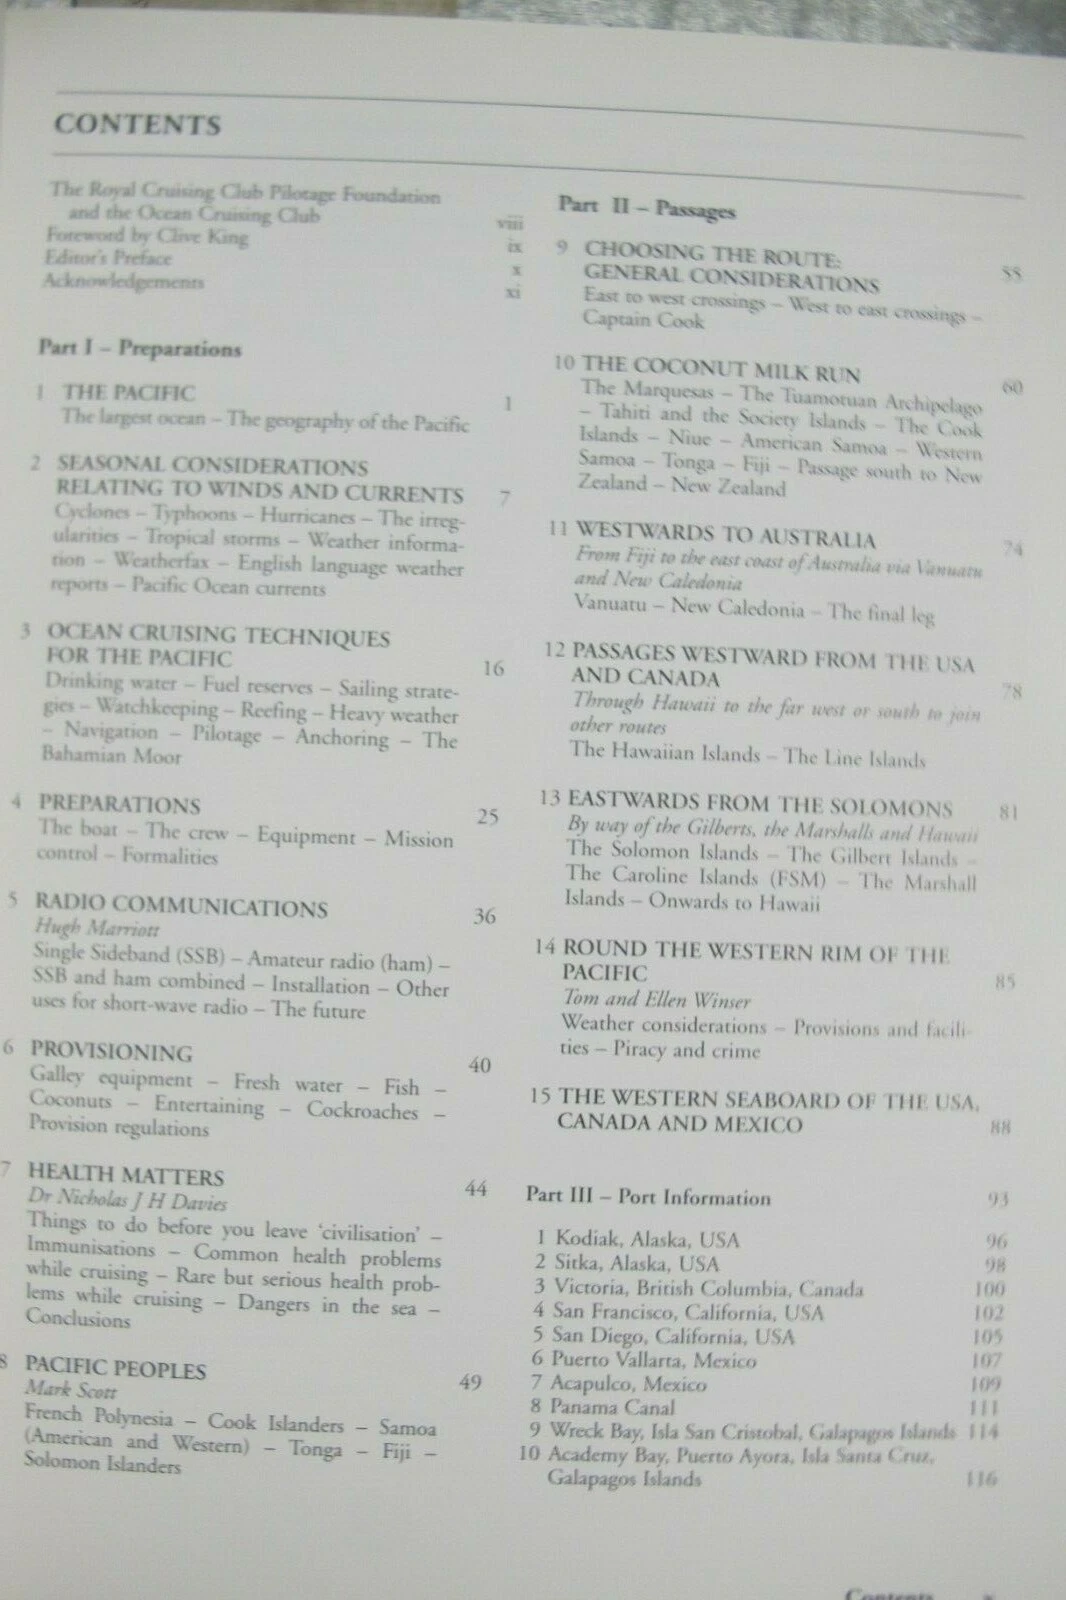 CONTENTS
The Royal Cruising Club Pilotage Foundation
and the Ocean Cruising Club viii
Foreword by Clive King ix
Editor's Preface x
Acknowledgements xi
Part I – Preparations
1 THE PACIFIC 1
The largest ocean – The geography of the Pacific
2 SEASONAL CONSIDERATIONS
RELATING TO WINDS AND CURRENTS 7
Cyclones – Typhoons – Hurricanes – The irreg-
ularities – Tropical storms – Weather informa-
tion – Weatherfax – English language weather
reports – Pacific Ocean currents
3 OCEAN CRUISING TECHNIQUES
FOR THE PACIFIC 16
Drinking water – Fuel reserves – Sailing strate-
gies – Watchkeeping – Reefing – Heavy weather
– Navigation – Pilotage – Anchoring – The
Bahamian Moor
4 PREPARATIONS 25
The boat – The crew – Equipment – Mission
control – Formalities
5 RADIO COMMUNICATIONS 36
Hugh Marriott
Single Sideband (SSB) – Amateur radio (ham) –
SSB and ham combined – Installation – Other
uses for short-wave radio – The future
6 PROVISIONING 40
Galley equipment – Fresh water – Fish –
Coconuts – Entertaining – Cockroaches –
Provision regulations
7 HEALTH MATTERS 44
Dr Nicholas J H Davies
Things to do before you leave 'civilisation' –
Immunisations – Common health problems
while cruising – Rare but serious health prob-
lems while cruising – Dangers in the sea –
Conclusions
8 PACIFIC PEOPLES 49
Mark Scott
French Polynesia – Cook Islanders – Samoa
(American and Western) – Tonga – Fiji –
Solomon Islanders
Part II – Passages
9 CHOOSING THE ROUTE:
GENERAL CONSIDERATIONS 55
East to west crossings – West to east crossings –
Captain Cook
10 THE COCONUT MILK RUN 60
The Marquesas – The Tuamotuan Archipelago
– Tahiti and the Society Islands – The Cook
Islands – Niue – American Samoa – Western
Samoa – Tonga – Fiji – Passage south to New
Zealand – New Zealand
11 WESTWARDS TO AUSTRALIA 74
From Fiji to the east coast of Australia via Vanuatu
and New Caledonia
Vanuatu – New Caledonia – The final leg
12 PASSAGES WESTWARD FROM THE USA
AND CANADA 78
Through Hawaii to the far west or south to join
other routes
The Hawaiian Islands – The Line Islands
13 EASTWARDS FROM THE SOLOMONS 81
By way of the Gilberts, the Marshalls and Hawaii
The Solomon Islands – The Gilbert Islands –
The Caroline Islands (FSM) – The Marshall
Islands – Onwards to Hawaii
14 ROUND THE WESTERN RIM OF THE
PACIFIC 85
Tom and Ellen Winser
Weather considerations – Provisions and facili-
ties – Piracy and crime
15 THE WESTERN SEABOARD OF THE USA,
CANADA AND MEXICO 88
Part III – Port Information 93
1 Kodiak, Alaska, USA 96
2 Sitka, Alaska, USA 98
3 Victoria, British Columbia, Canada 100
4 San Francisco, California, USA 102
5 San Diego, California, USA 105
6 Puerto Vallarta, Mexico 107
7 Acapulco, Mexico 109
8 Panama Canal 111
9 Wreck Bay, Isla San Cristobal, Galapagos Islands 114
10 Academy Bay, Puerto Ayora, Isla Santa Cruz,
Galapagos Islands 116
Contents